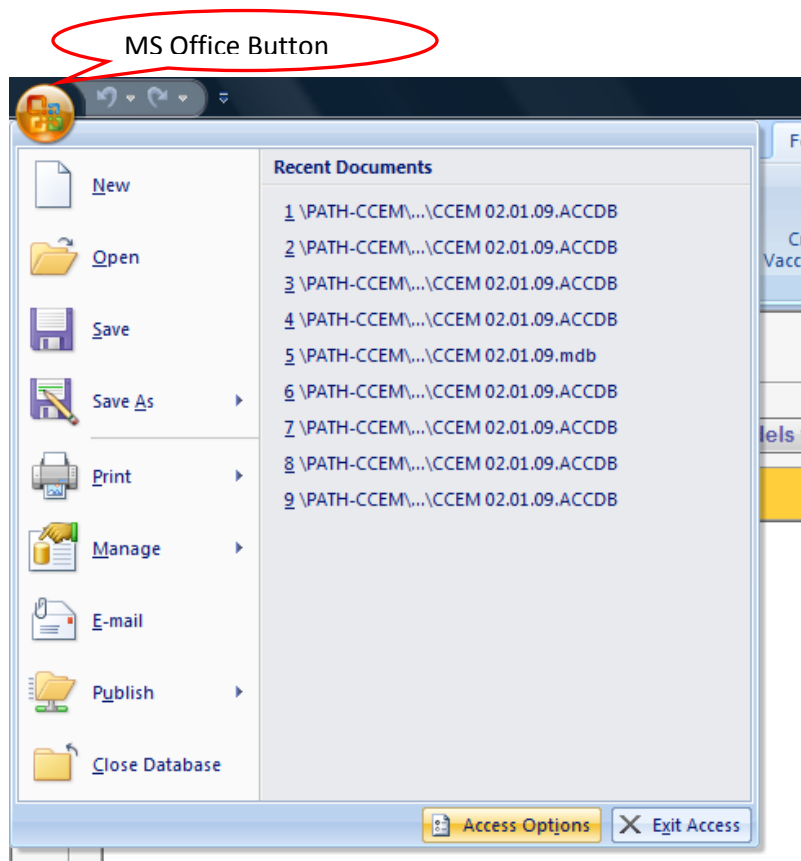 MS Office Button
New
Open
Save
Save As
Print
Manage
E-mail
Publish
Close Database
Recent Documents
1 \PATH-CCEM\...\CCEM 02.01.09.ACCDB
2 \PATH-CCEM\...\CCEM 02.01.09.ACCDB
3 \PATH-CCEM\...\CCEM 02.01.09.ACCDB
4 \PATH-CCEM\...\CCEM 02.01.09.ACCDB
5 \PATH-CCEM\...\CCEM 02.01.09.mdb
6 \PATH-CCEM\...\CCEM 02.01.09.ACCDB
7 \PATH-CCEM\...\CCEM 02.01.09.ACCDB
8 \PATH-CCEM\...\CCEM 02.01.09.ACCDB
9 \PATH-CCEM\...\CCEM 02.01.09.ACCDB
Access Options
Exit Access